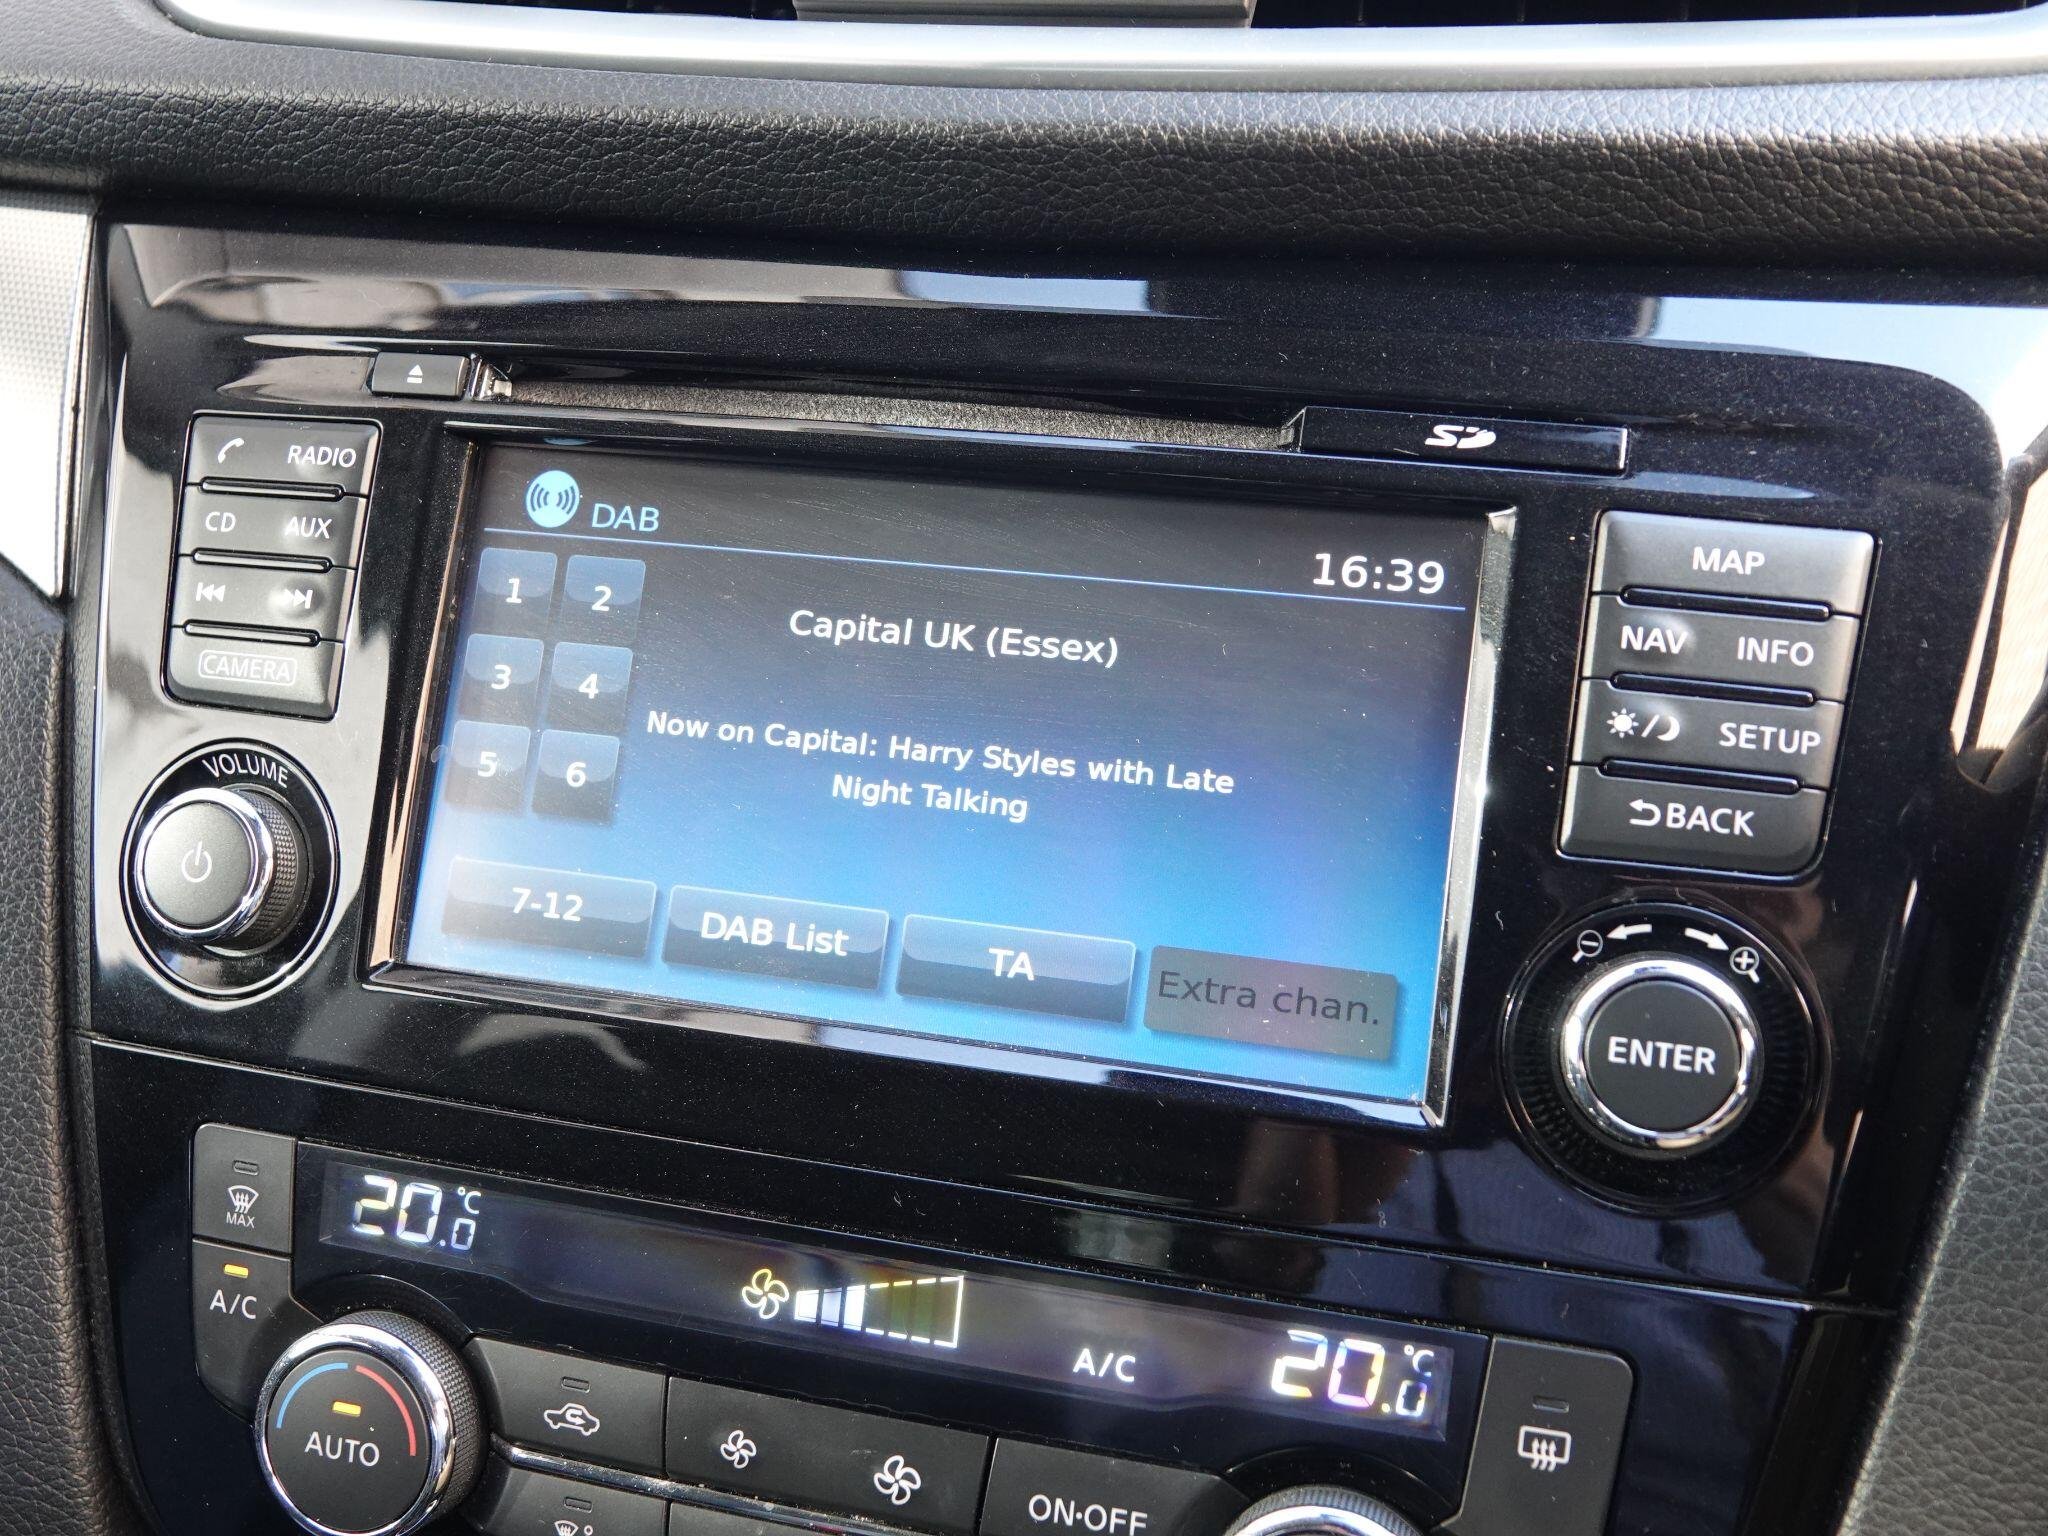 RADIO
CD AUX
CAMERA
VOLUME
SD
DAB
16:39
1 2
3 4
5 6
Capital UK (Essex)
Now on Capital: Harry Styles with Late
Night Talking
7-12 DAB List TA Extra chan.
MAP
NAV INFO
SETUP
BACK
ENTER
MAX
A/C
20.0 °C
A/C
20.0 °C
AUTO
ON·OFF